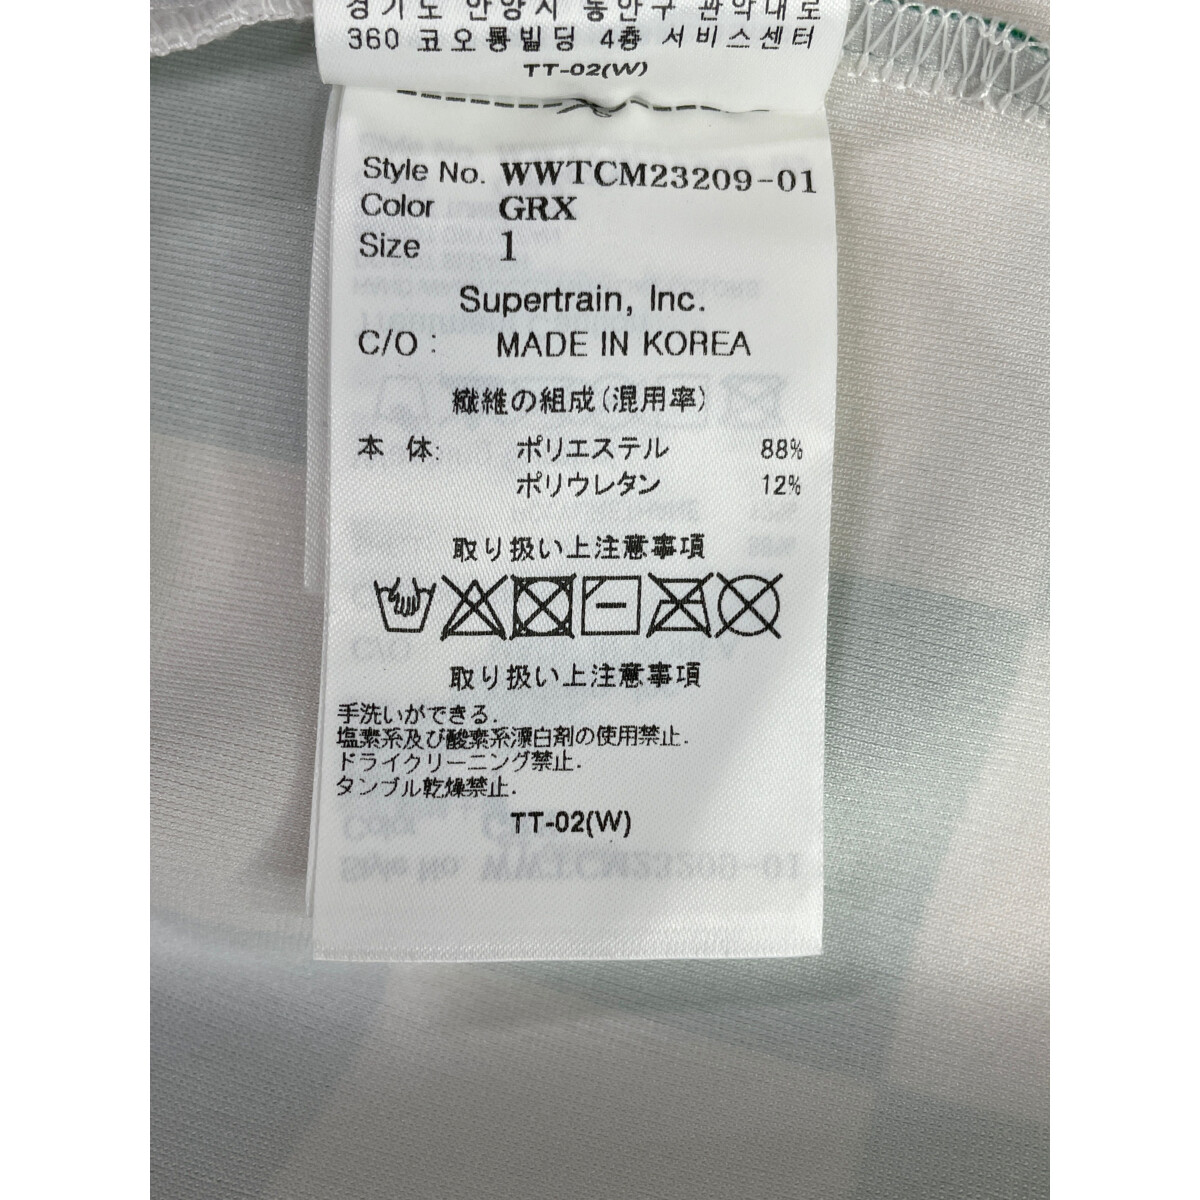 경기도 안양시 동안구 관악대로
360 코오롱빌딩 4층 서비스센터
TT-02(W)
Style No. WWTCM23209-01
Color GRX
Size 1
Supertrain, Inc.
C/O : MADE IN KOREA
繊維の組成(混用率)
本 体: ポリエステル 88%
ポリウレタン 12%
取り扱い上注意事項
取り扱い上注意事項
手洗いができる.
塩素系及び酸素系漂白剤の使用禁止.
ドライクリーニング禁止.
タンブル乾燥禁止.
TT-02(W)